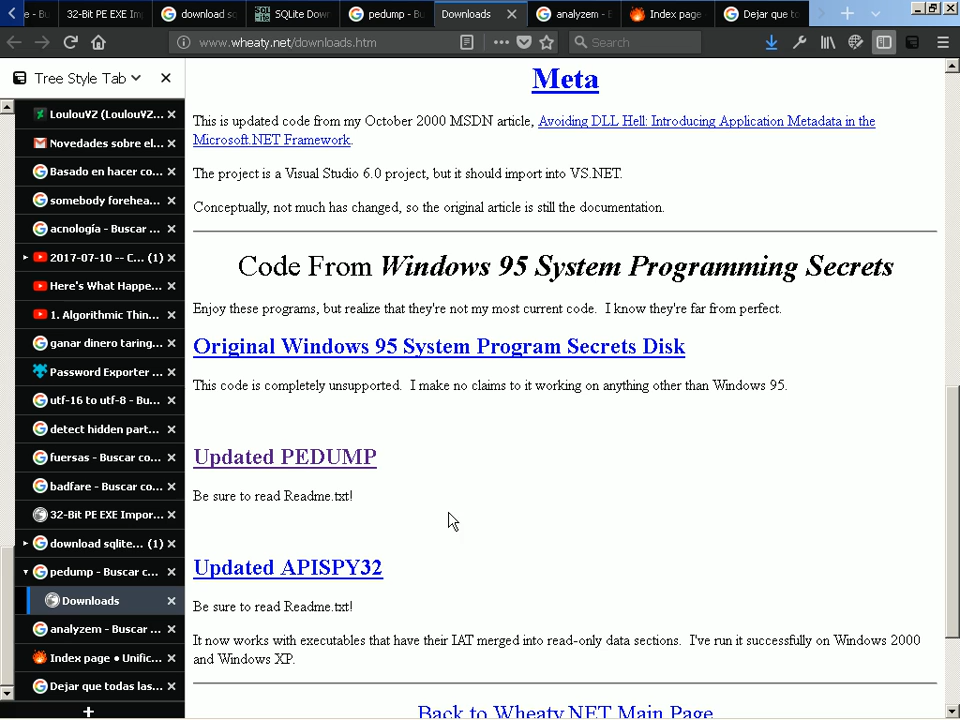 e - Bu
32-Bit PE EXE Imp
download sq
SQLite Dow
pedump - Bu
Downloads
analyzem - B
Index page
Dejar que to
www.wheaty.net/downloads.htm
Search
Tree Style Tab
LoulouVZ (LoulouVZ...
Novedades sobre el...
Basado en hacer co...
somebody forehea...
acnología - Buscar ...
2017-07-10 -- C... (1)
Here's What Happe...
1. Algorithmic Thin...
ganar dinero taring...
Password Exporter ...
utf-16 to utf-8 - Bu...
detect hidden part...
fuersas - Buscar co...
badfare - Buscar co...
32-Bit PE EXE Impor...
download sqlite... (1)
pedump - Buscar c...
Downloads
analyzem - Buscar ...
Index page • Unific...
Dejar que todas las...
Meta
This is updated code from my October 2000 MSDN article, Avoiding DLL Hell: Introducing Application Metadata in the
Microsoft.NET Framework.
The project is a Visual Studio 6.0 project, but it should import into VS.NET.
Conceptually, not much has changed, so the original article is still the documentation.
Code From Windows 95 System Programming Secrets
Enjoy these programs, but realize that they're not my most current code. I know they're far from perfect.
Original Windows 95 System Program Secrets Disk
This code is completely unsupported. I make no claims to it working on anything other than Windows 95.
Updated PEDUMP
Be sure to read Readme.txt!
Updated APISPY32
Be sure to read Readme.txt!
It now works with executables that have their IAT merged into read-only data sections. I've run it successfully on Windows 2000
and Windows XP.
Back to Wheaty.NET Main Page